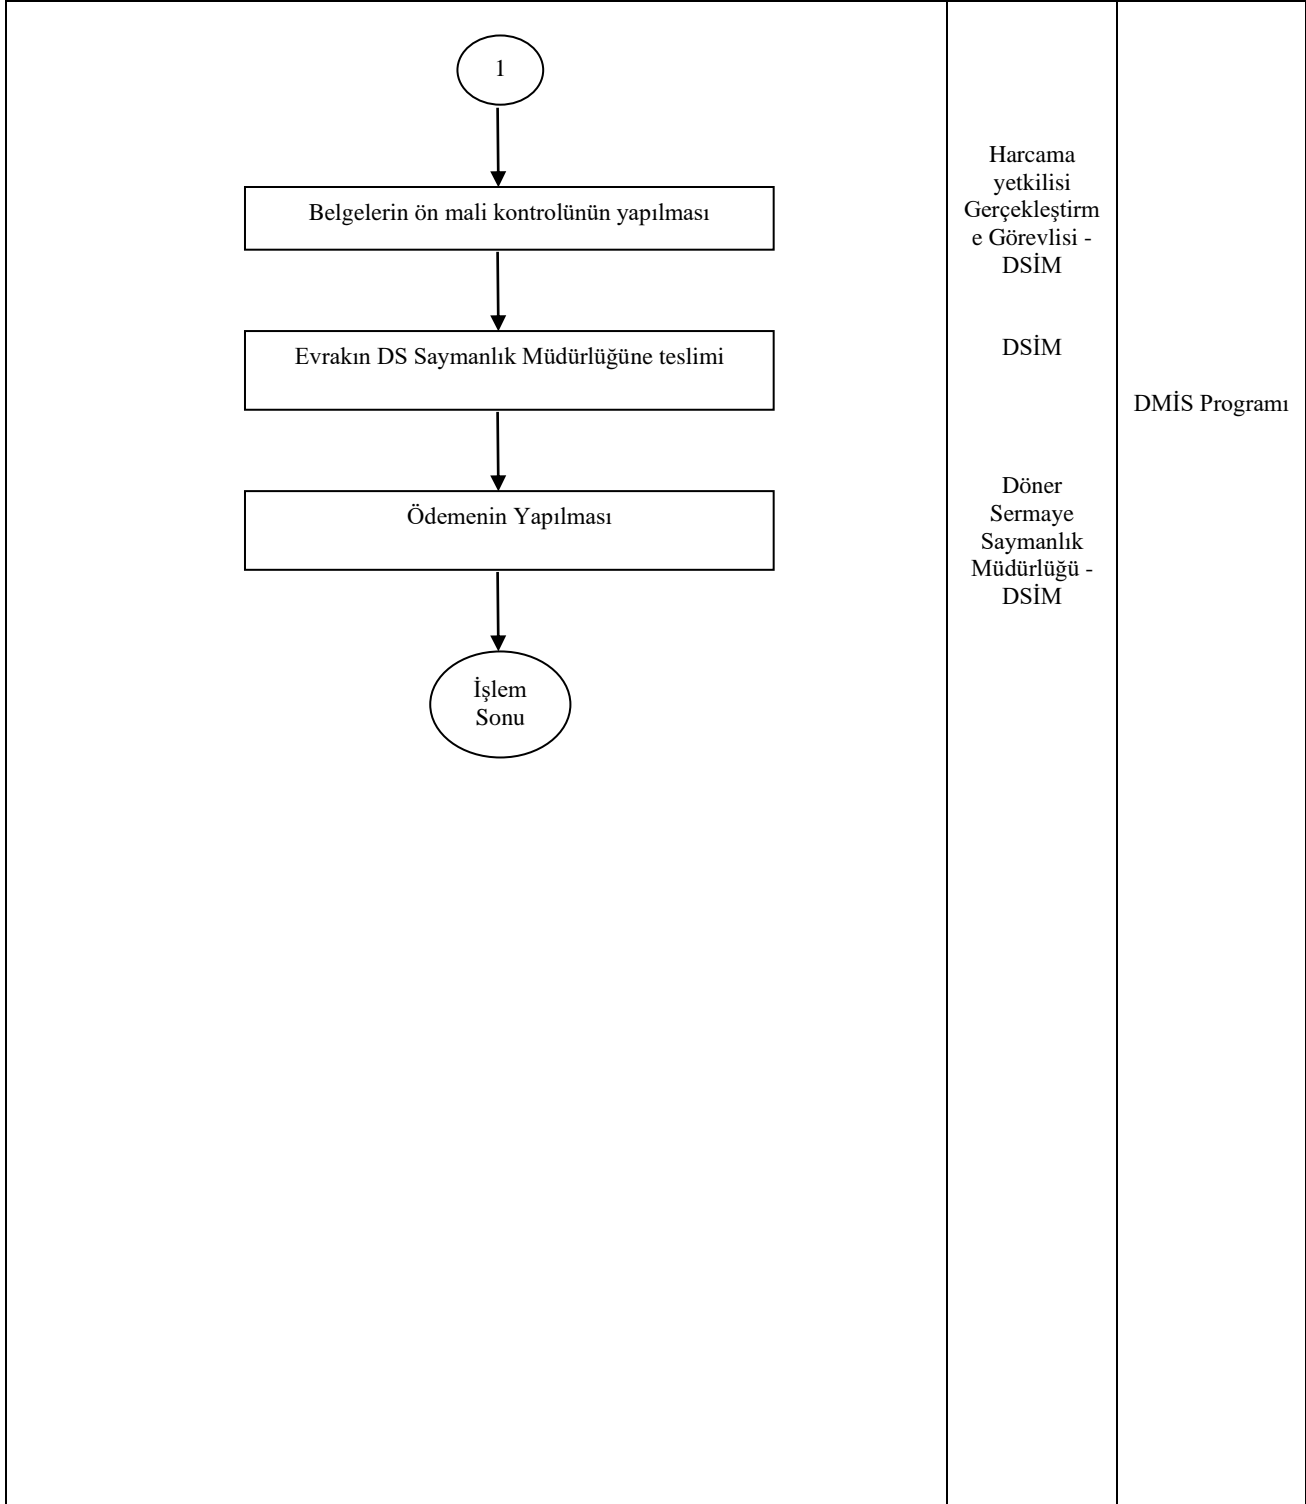 1
Belgelerin ön mali kontrolünün yapılması
Harcama
yetkilisi
Gerçekleştirm
e Görevlisi -
DSİM
Evrakın DS Saymanlık Müdürlüğüne teslimi
DSİM
DMİS Programı
Ödemenin Yapılması
Döner
Sermaye
Saymanlık
Müdürlüğü -
DSİM
İşlem
Sonu